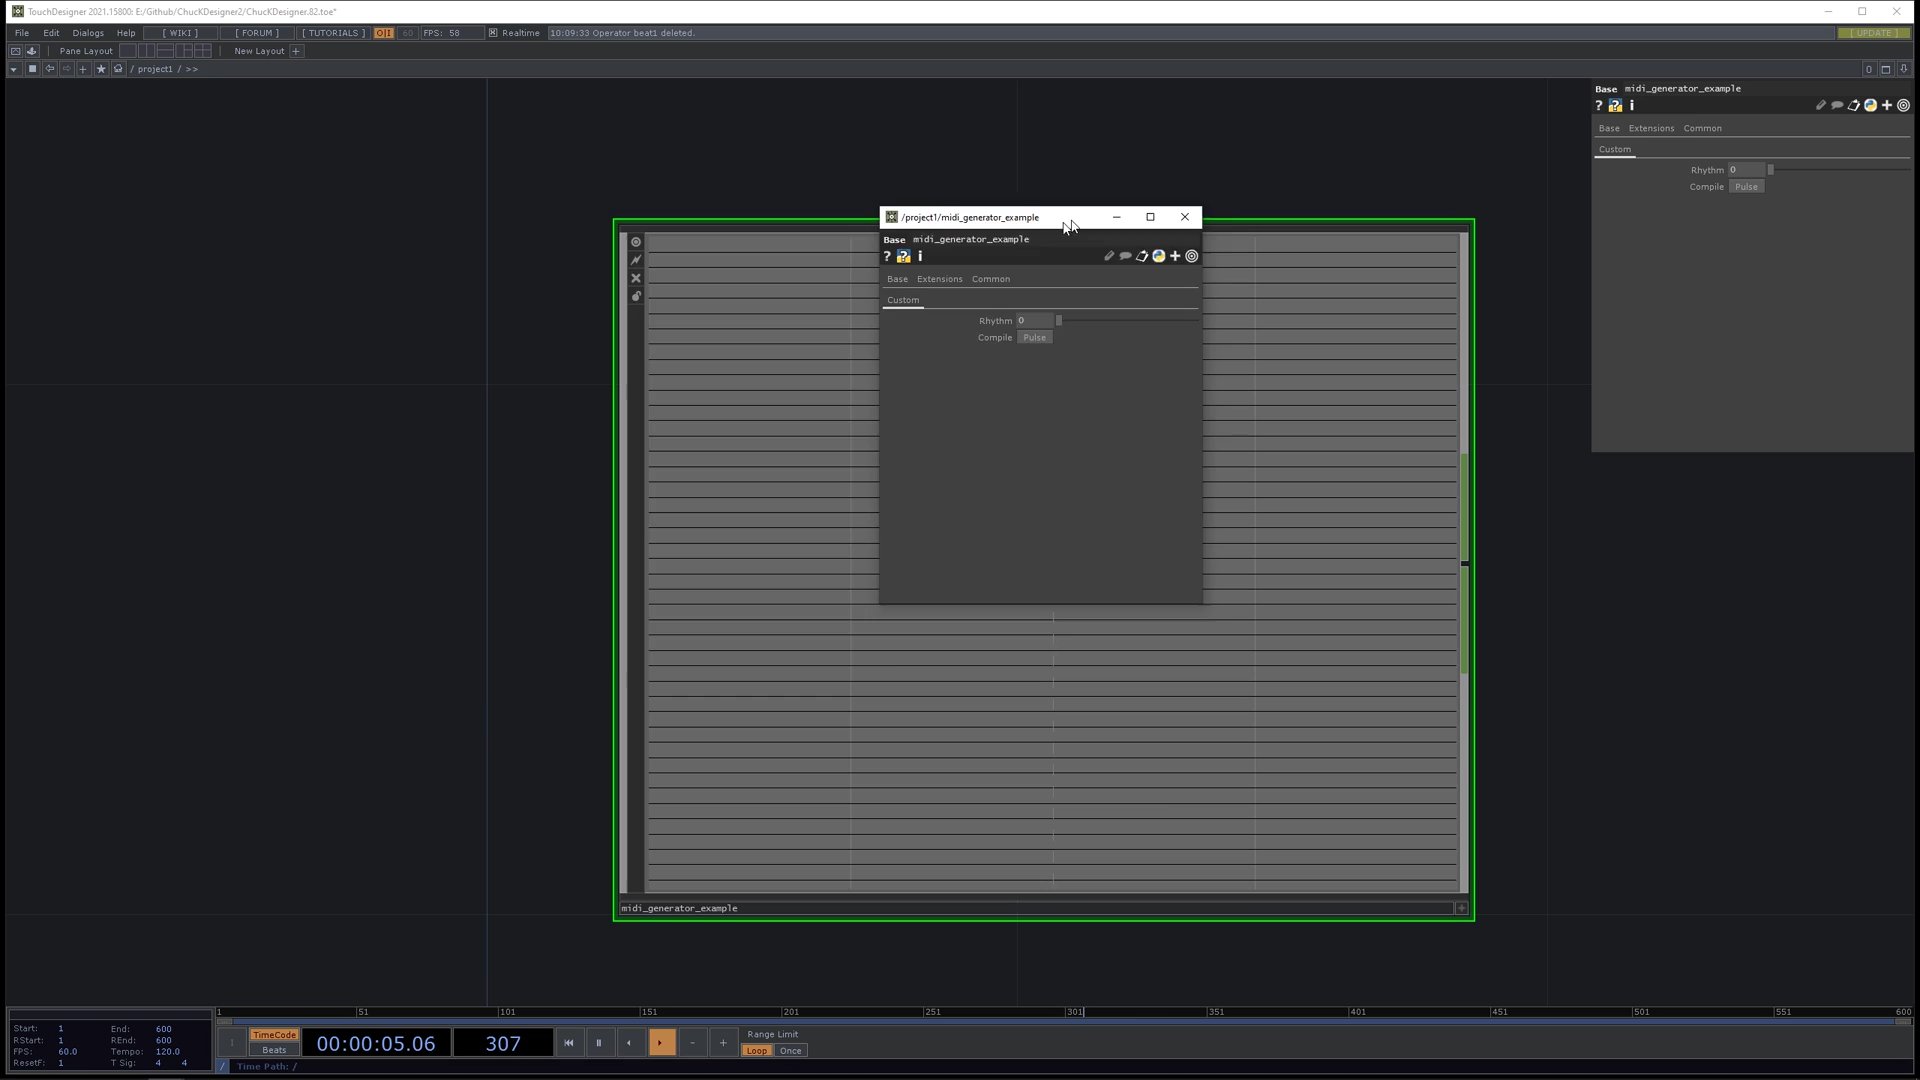 TouchDesigner 2021.15800: E:/Github/ChucKDesigner2/ChucKDesigner.82.toe*
File Edit Dialogs Help [ WIKI ] [ FORUM ] [ TUTORIALS ] O|I 60 FPS: 58 Realtime 10:09:33 Operator beat1 deleted. [ UPDATE ]
Pane Layout New Layout +
/ project1 / >> 0
Base midi_generator_example
? ? i
Base Extensions Common
Custom
Rhythm 0
Compile Pulse
/project1/midi_generator_example
Base midi_generator_example
? ? i
Base Extensions Common
Custom
Rhythm 0
Compile Pulse
midi_generator_example
1 51 101 151 201 251 301 351 401 451 501 551 600
Start: 1 End: 600
RStart: 1 REnd: 600
FPS: 60.0 Tempo: 120.0
ResetF: 1 T Sig: 4 4
TimeCode
Beats
00:00:05.06
307
Range Limit
Loop Once
/ Time Path: /